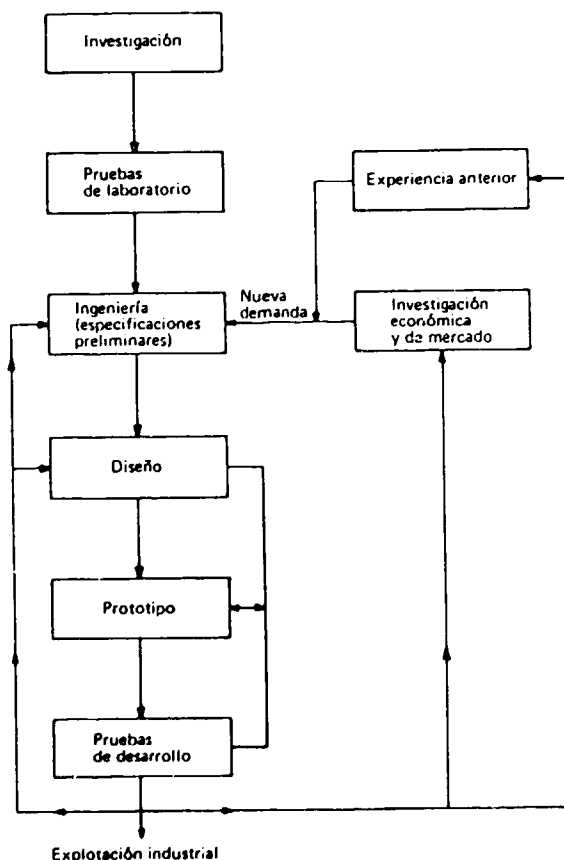 Investigación
Pruebas
de laboratorio
Experiencia anterior
Ingeniería
(especificaciones
preliminares)
Nueva
demanda
Investigación
económica
y de mercado
Diseño
Prototipo
Pruebas
de desarrollo
Explotación industrial